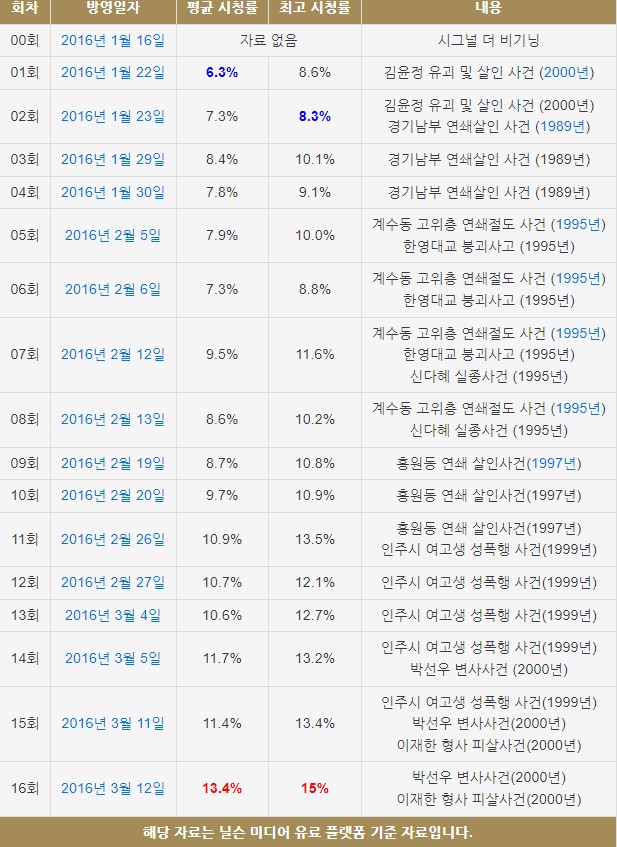 회차 방영일자 평균 시청률 최고 시청률 내용
00회 2016년 1월 16일 자료 없음 시그널 더 비기닝
01회 2016년 1월 22일 6.3% 8.6% 김윤정 유괴 및 살인 사건 (2000년)
02회 2016년 1월 23일 7.3% 8.3% 김윤정 유괴 및 살인 사건 (2000년)
경기남부 연쇄살인 사건 (1989년)
03회 2016년 1월 29일 8.4% 10.1% 경기남부 연쇄살인 사건 (1989년)
04회 2016년 1월 30일 7.8% 9.1% 경기남부 연쇄살인 사건 (1989년)
05회 2016년 2월 5일 7.9% 10.0% 계수동 고위층 연쇄절도 사건 (1995년)
한영대교 붕괴사고 (1995년)
06회 2016년 2월 6일 7.3% 8.8% 계수동 고위층 연쇄절도 사건 (1995년)
한영대교 붕괴사고 (1995년)
07회 2016년 2월 12일 9.5% 11.6% 계수동 고위층 연쇄절도 사건 (1995년)
한영대교 붕괴사고 (1995년)
신다혜 실종사건 (1995년)
08회 2016년 2월 13일 8.6% 10.2% 계수동 고위층 연쇄절도 사건 (1995년)
신다혜 실종사건 (1995년)
09회 2016년 2월 19일 8.7% 10.8% 홍원동 연쇄 살인사건(1997년)
10회 2016년 2월 20일 9.7% 10.9% 홍원동 연쇄 살인사건(1997년)
11회 2016년 2월 26일 10.9% 13.5% 홍원동 연쇄 살인사건(1997년)
인주시 여고생 성폭행 사건(1999년)
12회 2016년 2월 27일 10.7% 12.1% 인주시 여고생 성폭행 사건(1999년)
13회 2016년 3월 4일 10.6% 12.7% 인주시 여고생 성폭행 사건(1999년)
14회 2016년 3월 5일 11.7% 13.2% 인주시 여고생 성폭행 사건(1999년)
박선우 변사사건 (2000년)
15회 2016년 3월 11일 11.4% 13.4% 인주시 여고생 성폭행 사건(1999년)
박선우 변사사건(2000년)
이재한 형사 피살사건(2000년)
16회 2016년 3월 12일 13.4% 15% 박선우 변사사건(2000년)
이재한 형사 피살사건(2000년)
해당 자료는 닐슨 미디어 유료 플랫폼 기준 자료입니다.